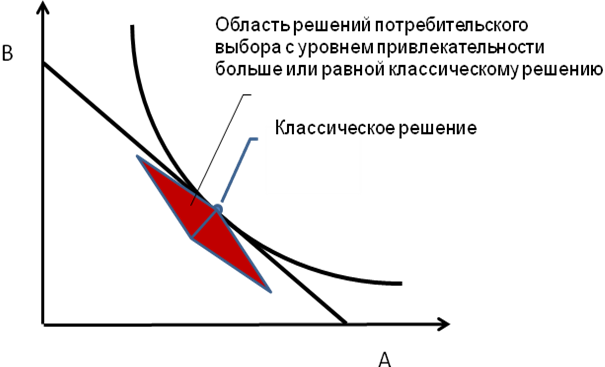 Область решений потребительского
выбора с уровнем привлекательности
больше или равной классическому решению
В
Классическое решение
А